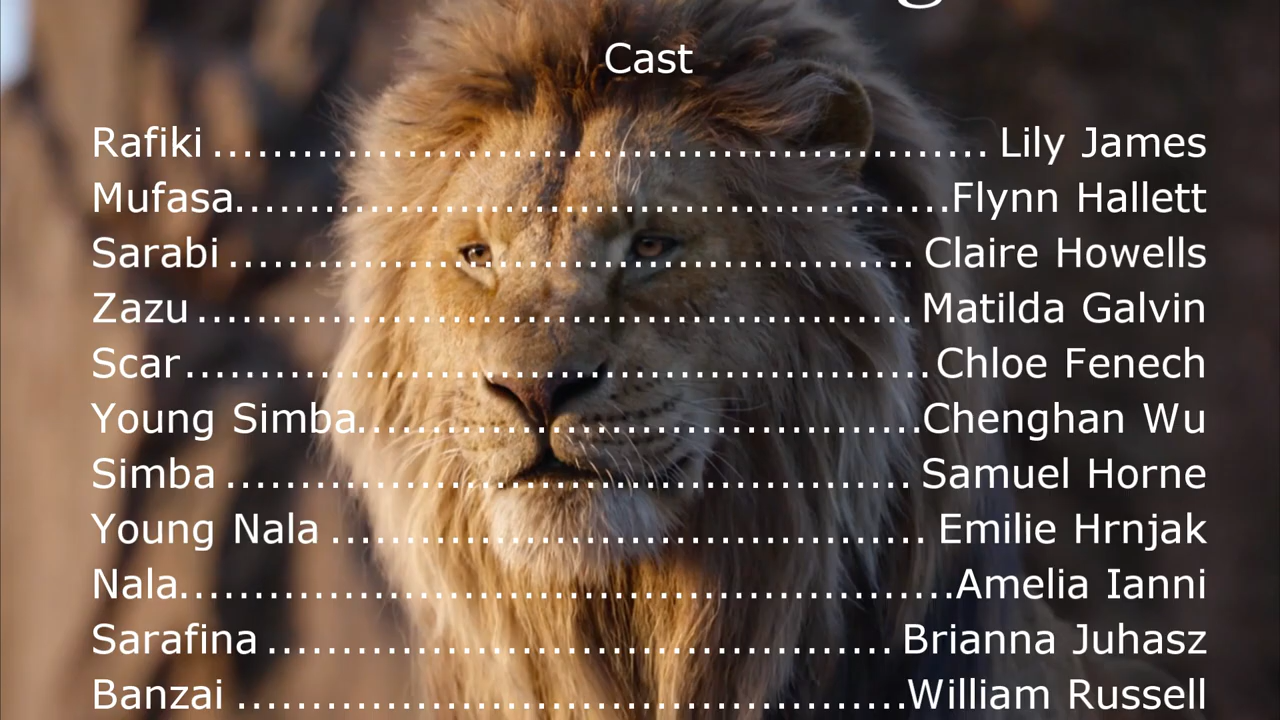 Cast
Rafiki ................................................... Lily James
Mufasa...............................................Flynn Hallett
Sarabi ............................................. Claire Howells
Zazu ............................................... Matilda Galvin
Scar.................................................Chloe Fenech
Young Simba.....................................Chenghan Wu
Simba ............................................. Samuel Horne
Young Nala ....................................... Emilie Hrnjak
Nala...................................................Amelia Ianni
Sarafina .......................................... Brianna Juhasz
Banzai ............................................William Russell